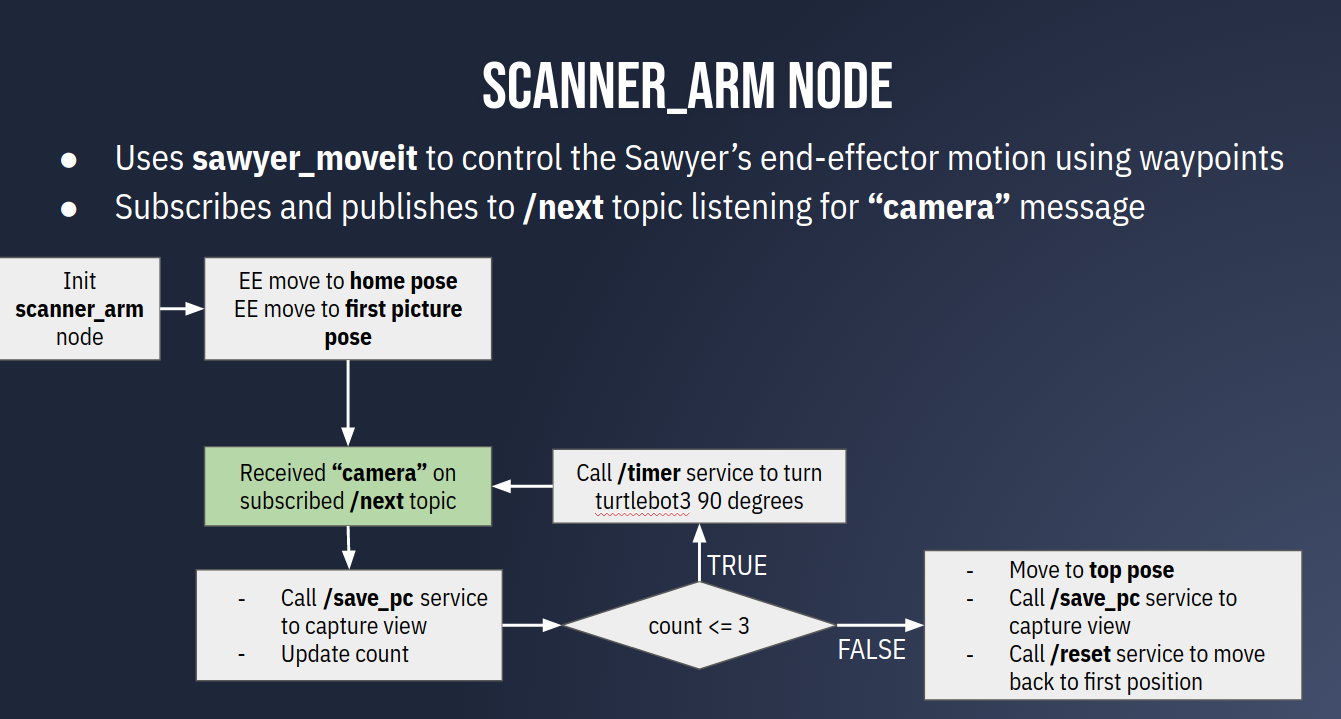 SCANNER_ARM NODE
● Uses sawyer_moveit to control the Sawyer’s end-effector motion using waypoints
● Subscribes and publishes to /next topic listening for “camera” message
Init
scanner_arm
node
EE move to home pose
EE move to first picture
pose
Received “camera” on
subscribed /next topic
Call /timer service to turn
turtlebot3 90 degrees
- Call /save_pc service
to capture view
- Update count
count <= 3
TRUE
FALSE
- Move to top pose
- Call /save_pc service to
capture view
- Call /reset service to move
back to first position